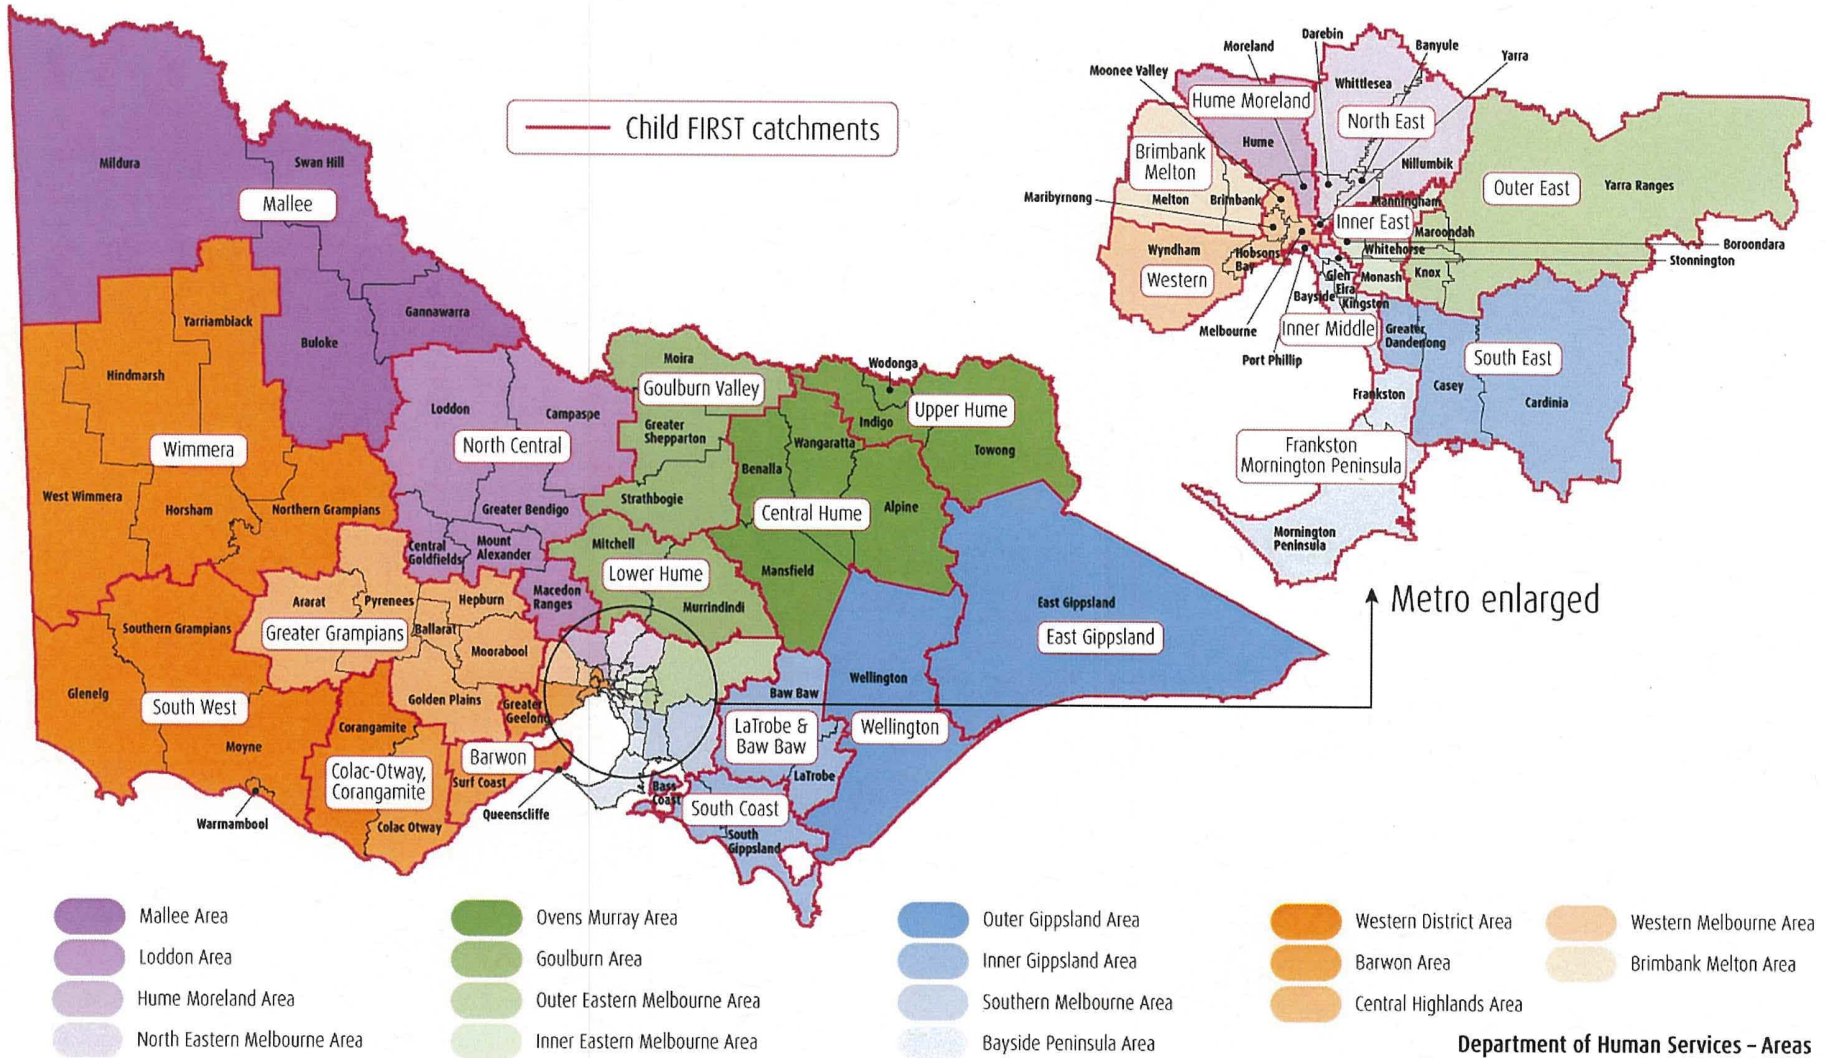 Child FIRST catchments
Mildura
Swan Hill
Mallee
Yarriambiack
Gannawarra
Buloke
Hindmarsh
Wimmera
West Wimmera
Horsham
Northern Grampians
Loddon
Campaspe
North Central
Greater Bendigo
Central
Goldfields
Mount
Alexander
Macedon
Ranges
Moira
Goulburn Valley
Greater
Shepparton
Strathbogie
Mitchell
Lower Hume
Murrindindi
Wodonga
Indigo
Upper Hume
Towong
Wangaratta
Benalla
Central Hume
Alpine
Mansfield
Ararat
Pyrenees
Hepburn
Ballarat
Greater Grampians
Moorabool
Golden Plains
Southern Grampians
Glenelg
South West
Moyne
Warrnambool
Corangamite
Colac-Otway,
Corangamite
Colac Otway
Greater
Geelong
Barwon
Surf Coast
Queenscliffe
East Gippsland
East Gippsland
Wellington
Wellington
Baw Baw
LaTrobe &
Baw Baw
LaTrobe
Bass
Coast
South Coast
South
Gippsland
Metro enlarged
Moonee Valley
Moreland
Darebin
Banyule
Yarra
Whittlesea
Hume Moreland
North East
Hume
Nillumbik
Brimbank
Melton
Melton
Brimbank
Maribyrnong
Wyndham
Western
Hobsons
Bay
Manningham
Inner East
Maroondah
Whitehorse
Outer East
Yarra Ranges
Boroondara
Stonnington
Glen
Eira
Monash
Knox
Bayside
Kingston
Inner Middle
Melbourne
Port Phillip
Greater
Dandenong
South East
Casey
Cardinia
Frankston
Frankston
Mornington Peninsula
Mornington
Peninsula
Mallee Area
Loddon Area
Hume Moreland Area
North Eastern Melbourne Area
Ovens Murray Area
Goulburn Area
Outer Eastern Melbourne Area
Inner Eastern Melbourne Area
Outer Gippsland Area
Inner Gippsland Area
Southern Melbourne Area
Bayside Peninsula Area
Western District Area
Barwon Area
Central Highlands Area
Western Melbourne Area
Brimbank Melton Area
Department of Human Services – Areas